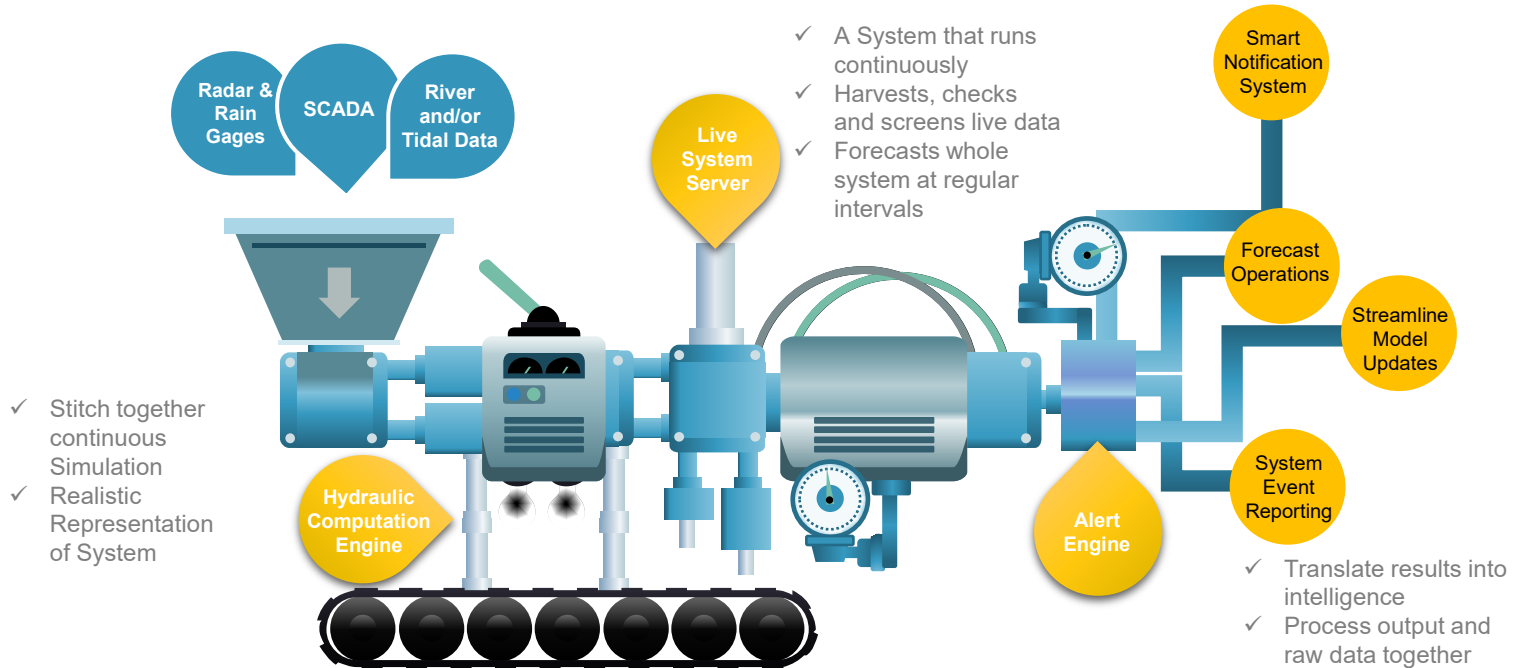 Radar &
Rain
Gages
SCADA
River
and/or
Tidal Data
Live
System
Server
✓ A System that runs
continuously
✓ Harvests, checks
and screens live data
✓ Forecasts whole
system at regular
intervals
Smart
Notification
System
Forecast
Operations
Streamline
Model
Updates
✓ Stitch together
continuous
Simulation
✓ Realistic
Representation
of System
Hydraulic
Computation
Engine
Alert
Engine
System
Event
Reporting
✓ Translate results into
intelligence
✓ Process output and
raw data together